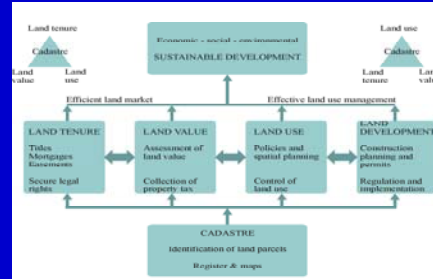 Land tenure
Cadastre
Land value
Land use
Economic - social - environmental
SUSTAINABLE DEVELOPMENT
Land use
Cadastre
Land tenure
Land value
Efficient land market
Effective land use management
LAND TENURE
Titles
Mortgages
Easements
Secure legal
rights
LAND VALUE
Assessment of
land value
Collection of
property tax
LAND USE
Policies and
spatial planning
Control of
land use
LAND
DEVELOPMENT
Construction
planning and
permits
Regulation and
implementation
CADASTRE
Identification of land parcels
Register & maps